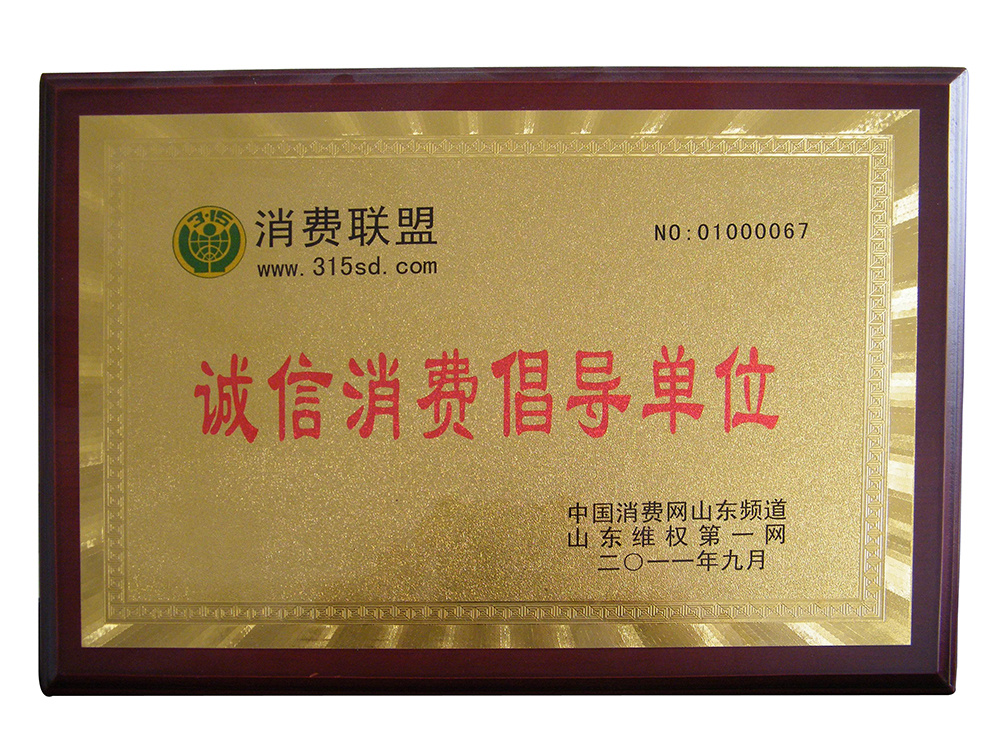 3·15
消费联盟
www.315sd.com
NO:01000067
诚信消费倡导单位
中国消费网山东频道
山东维权第一网
二〇一一年九月